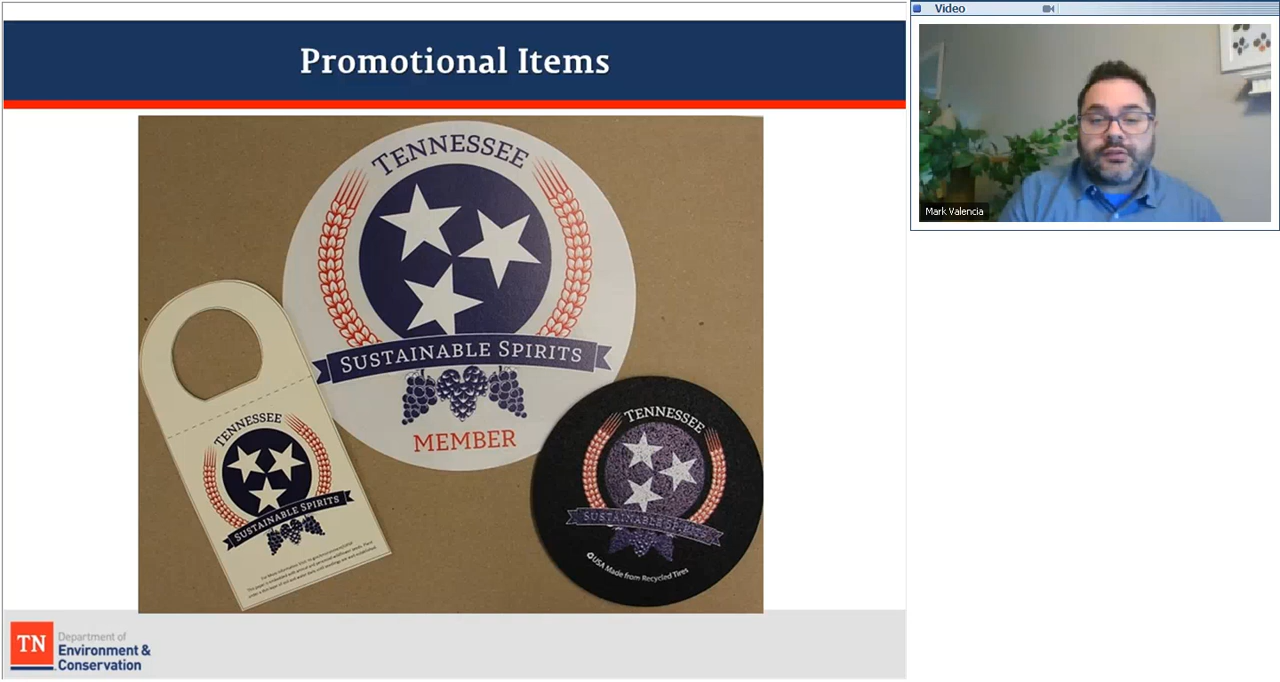 Promotional Items
TENNESSEE
SUSTAINABLE SPIRITS
MEMBER
TENNESSEE
SUSTAINABLE SPIRITS
TENNESSEE
SUSTAINABLE SPIRITS
USA Made from Recycled Tires
TN
Department of
Environment &
Conservation
Video
Mark Valencia